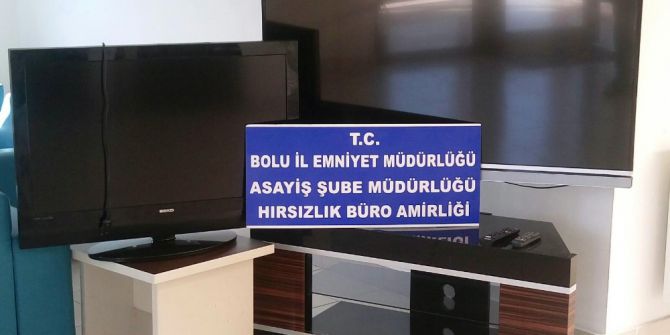 T.C.
BOLU İL EMNİYET MÜDÜRLÜĞÜ
ASAYİŞ ŞUBE MÜDÜRLÜĞÜ
HIRSIZLIK BÜRO AMİRLİĞİ